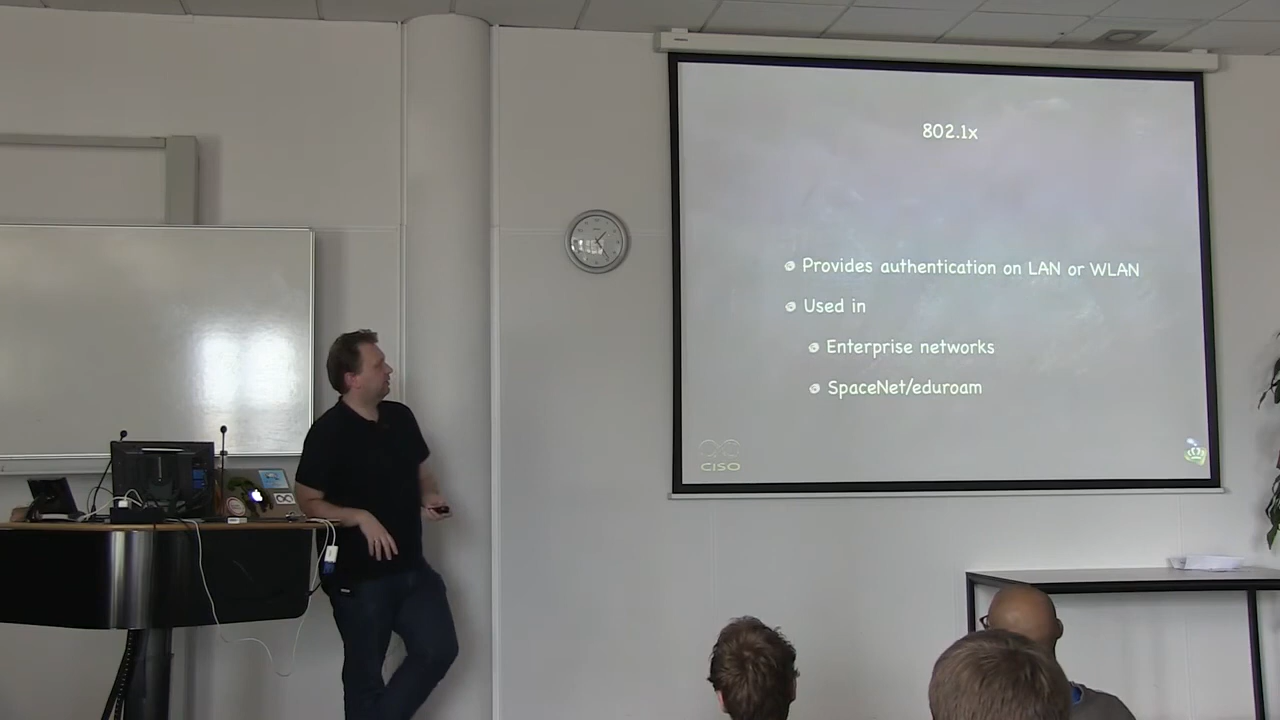 802.1x
Provides authentication on LAN or WLAN
Used in
Enterprise networks
SpaceNet/eduroam
CISO